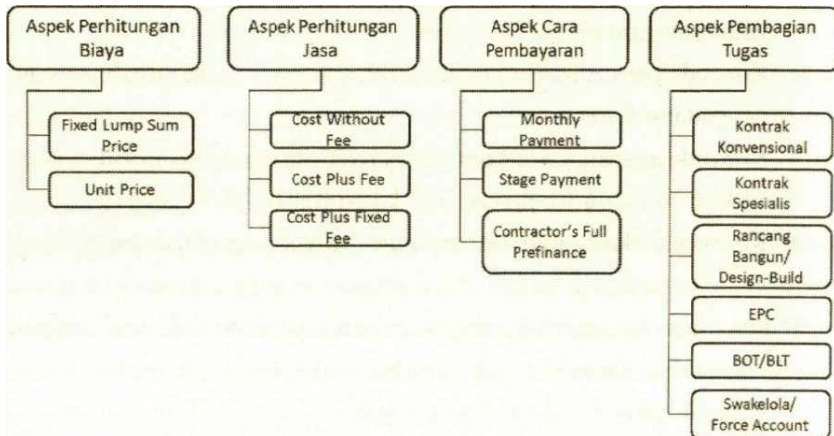 Aspek Perhitungan
Biaya
Fixed Lump Sum
Price
Unit Price
Aspek Perhitungan
Jasa
Cost Without
Fee
Cost Plus Fee
Cost Plus Fixed
Fee
Aspek Cara
Pembayaran
Monthly
Payment
Stage Payment
Contractor's Full
Prefinance
Aspek Pembagian
Tugas
Kontrak
Konvensional
Kontrak
Spesialis
Rancang
Bangun/
Design-Build
EPC
BOT/BLT
Swakelola/
Force Account